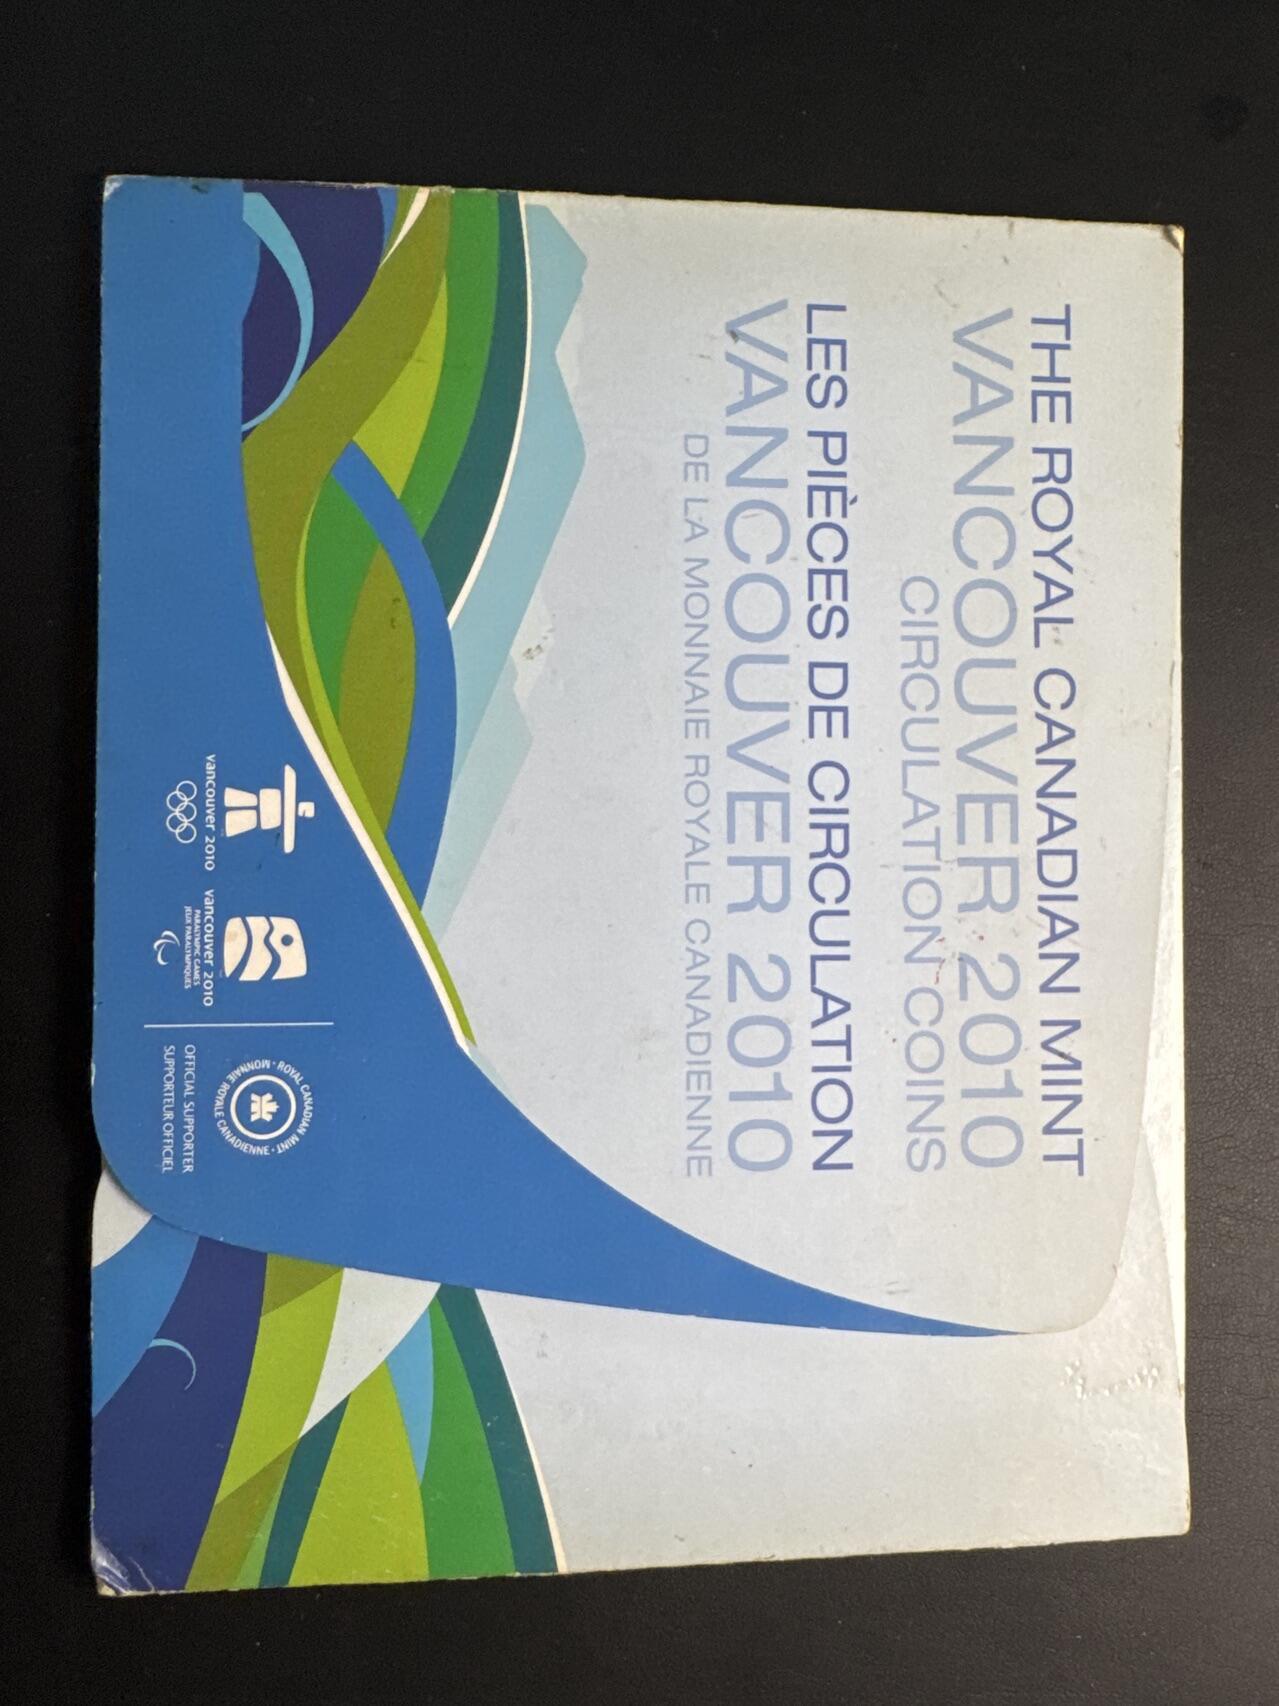 THE ROYAL CANADIAN MINT
VANCOUVER 2010
CIRCULATION COINS
LES PIÈCES DE CIRCULATION
VANCOUVER 2010
DE LA MONNAIE ROYALE CANADIENNE
vancouver 2010
vancouver 2010
PARALYMPIC GAMES
JEUX PARALYMPIQUES
ROYAL CANADIAN MINT · MONNAIE ROYALE CANADIENNE ·
OFFICIAL SUPPORTER
SUPPORTEUR OFFICIEL